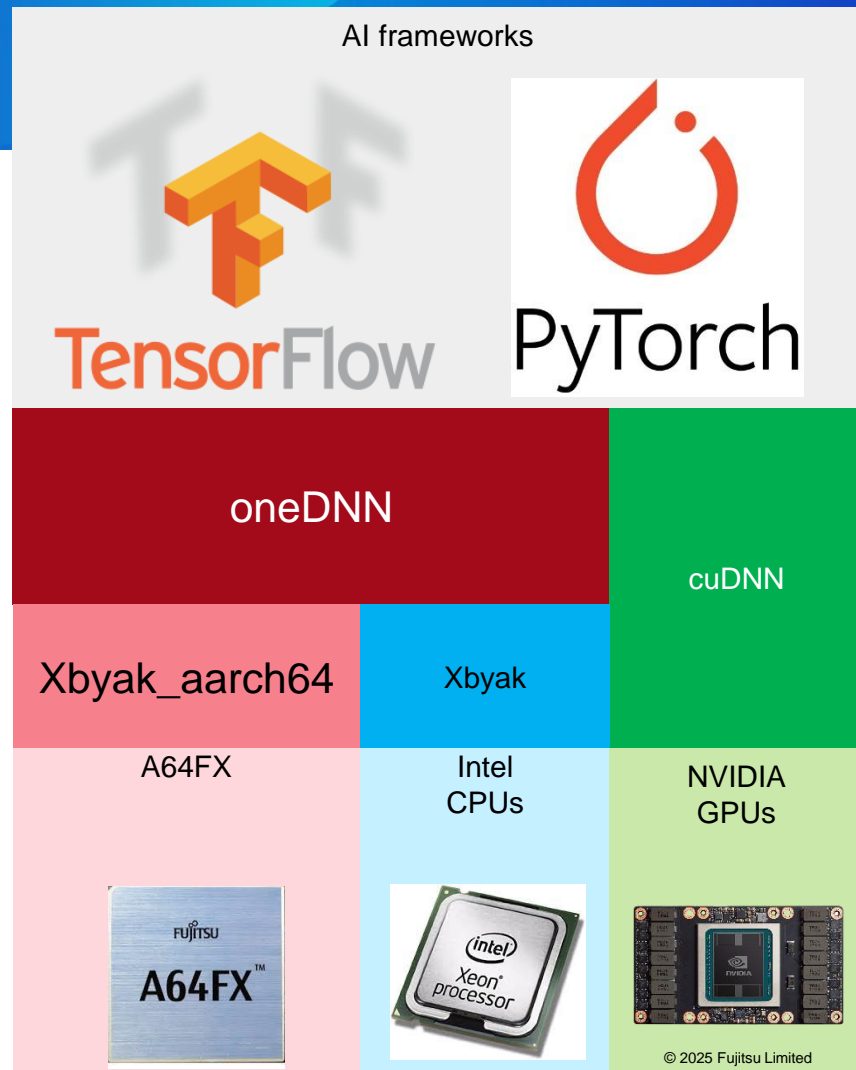 AI frameworks
TensorFlow
PyTorch
oneDNN
cuDNN
Xbyak_aarch64
Xbyak
A64FX
Intel
CPUs
NVIDIA
GPUs
FUJITSU
A64FX™
intel
Xeon®
processor
NVIDIA
© 2025 Fujitsu Limited